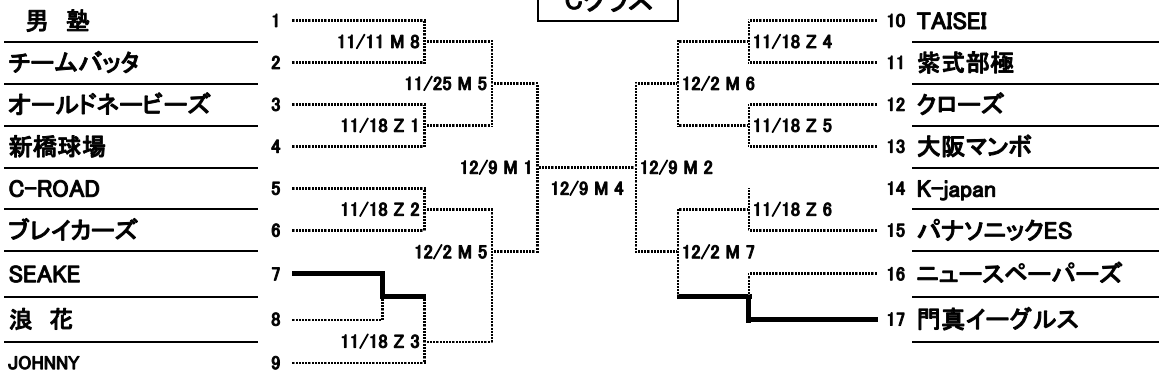 Cクラス
男 塾 1
11/11 M 8
チームバッタ 2
11/25 M 5
オールドネービーズ 3
11/18 Z 1
新橋球場 4
12/9 M 1
C-ROAD 5
11/18 Z 2
ブレイカーズ 6
12/2 M 5
SEAKE 7
浪 花 8
11/18 Z 3
JOHNNY 9
12/9 M 4
10 TAISEI
11/18 Z 4
11 紫式部極
12/2 M 6
12 クローズ
11/18 Z 5
13 大阪マンボ
12/9 M 2
14 K-japan
11/18 Z 6
15 パナソニックES
12/2 M 7
16 ニュースペーパーズ
17 門真イーグルス